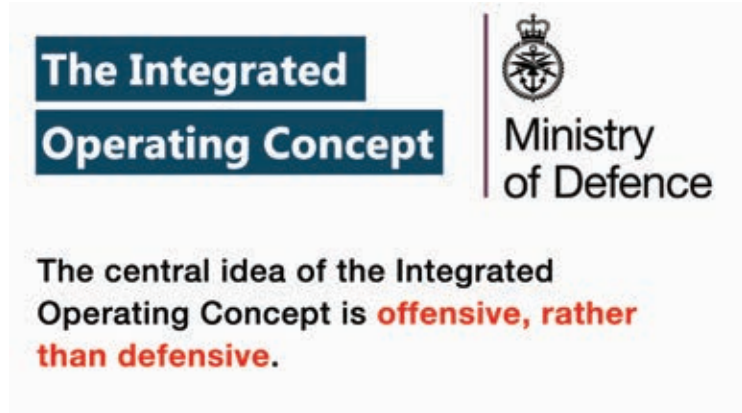 The Integrated
Operating Concept
Ministry
of Defence
The central idea of the Integrated
Operating Concept is offensive, rather
than defensive.